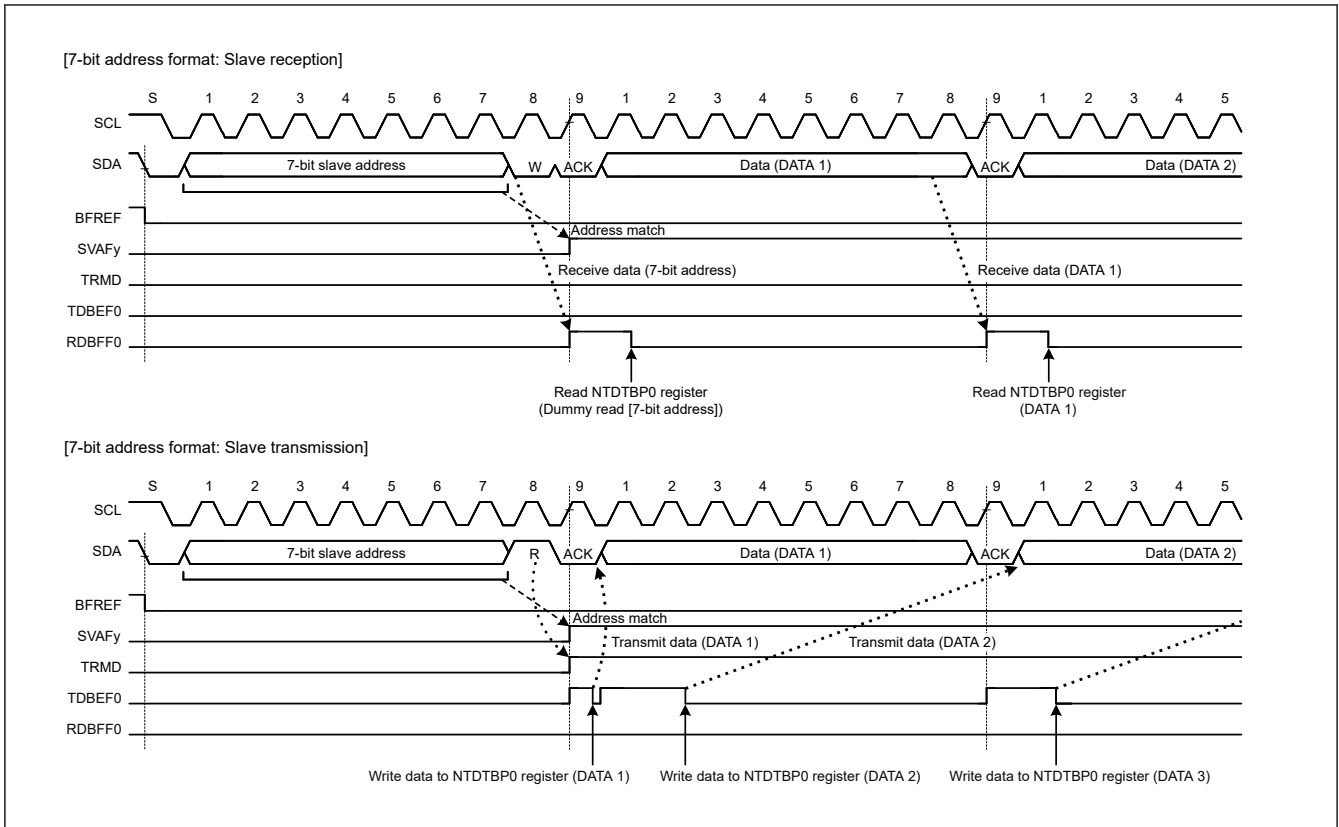 [7-bit address format: Slave reception]
S 1 2 3 4 5 6 7 8 9 1 2 3 4 5 6 7 8 9 1 2 3 4 5
SCL
SDA 7-bit slave address W ACK Data (DATA 1) ACK Data (DATA 2)
BFREF
Address match
SVAFy
TRMD Receive data (7-bit address) Receive data (DATA 1)
TDBEF0
RDBFF0
Read NTDTBP0 register Read NTDTBP0 register
(Dummy read [7-bit address]) (DATA 1)
[7-bit address format: Slave transmission]
S 1 2 3 4 5 6 7 8 9 1 2 3 4 5 6 7 8 9 1 2 3 4 5
SCL
SDA 7-bit slave address R ACK Data (DATA 1) ACK Data (DATA 2)
BFREF
Address match
SVAFy
Transmit data (DATA 1) Transmit data (DATA 2)
TRMD
TDBEF0
RDBFF0
Write data to NTDTBP0 register (DATA 1) Write data to NTDTBP0 register (DATA 2) Write data to NTDTBP0 register (DATA 3)